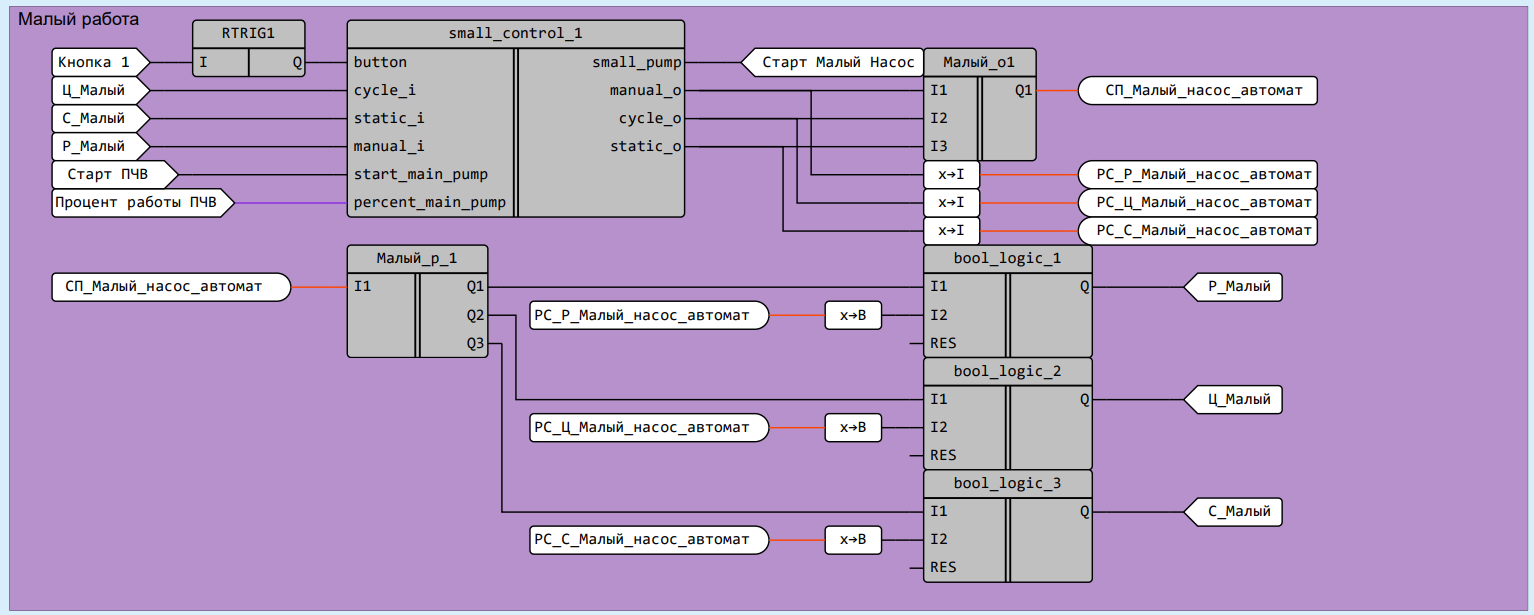 Малый работа
RTRIG1
small_control_1
Кнопка 1
I
Q
button
small_pump
Старт Малый Насос
Малый_о1
Ц_Малый
cycle_i
manual_o
I1
Q1
СП_Малый_насос_автомат
С_Малый
static_i
cycle_o
I2
Р_Малый
manual_i
static_o
I3
Старт ПЧВ
start_main_pump
x→I
РС_Р_Малый_насос_автомат
Процент работы ПЧВ
percent_main_pump
x→I
РС_Ц_Малый_насос_автомат
x→I
РС_С_Малый_насос_автомат
Малый_р_1
bool_logic_1
СП_Малый_насос_автомат
I1
Q1
I1
Q
Р_Малый
Q2
РС_Р_Малый_насос_автомат
x→B
I2
Q3
RES
bool_logic_2
I1
Q
Ц_Малый
РС_Ц_Малый_насос_автомат
x→B
I2
RES
bool_logic_3
I1
Q
С_Малый
РС_С_Малый_насос_автомат
x→B
I2
RES